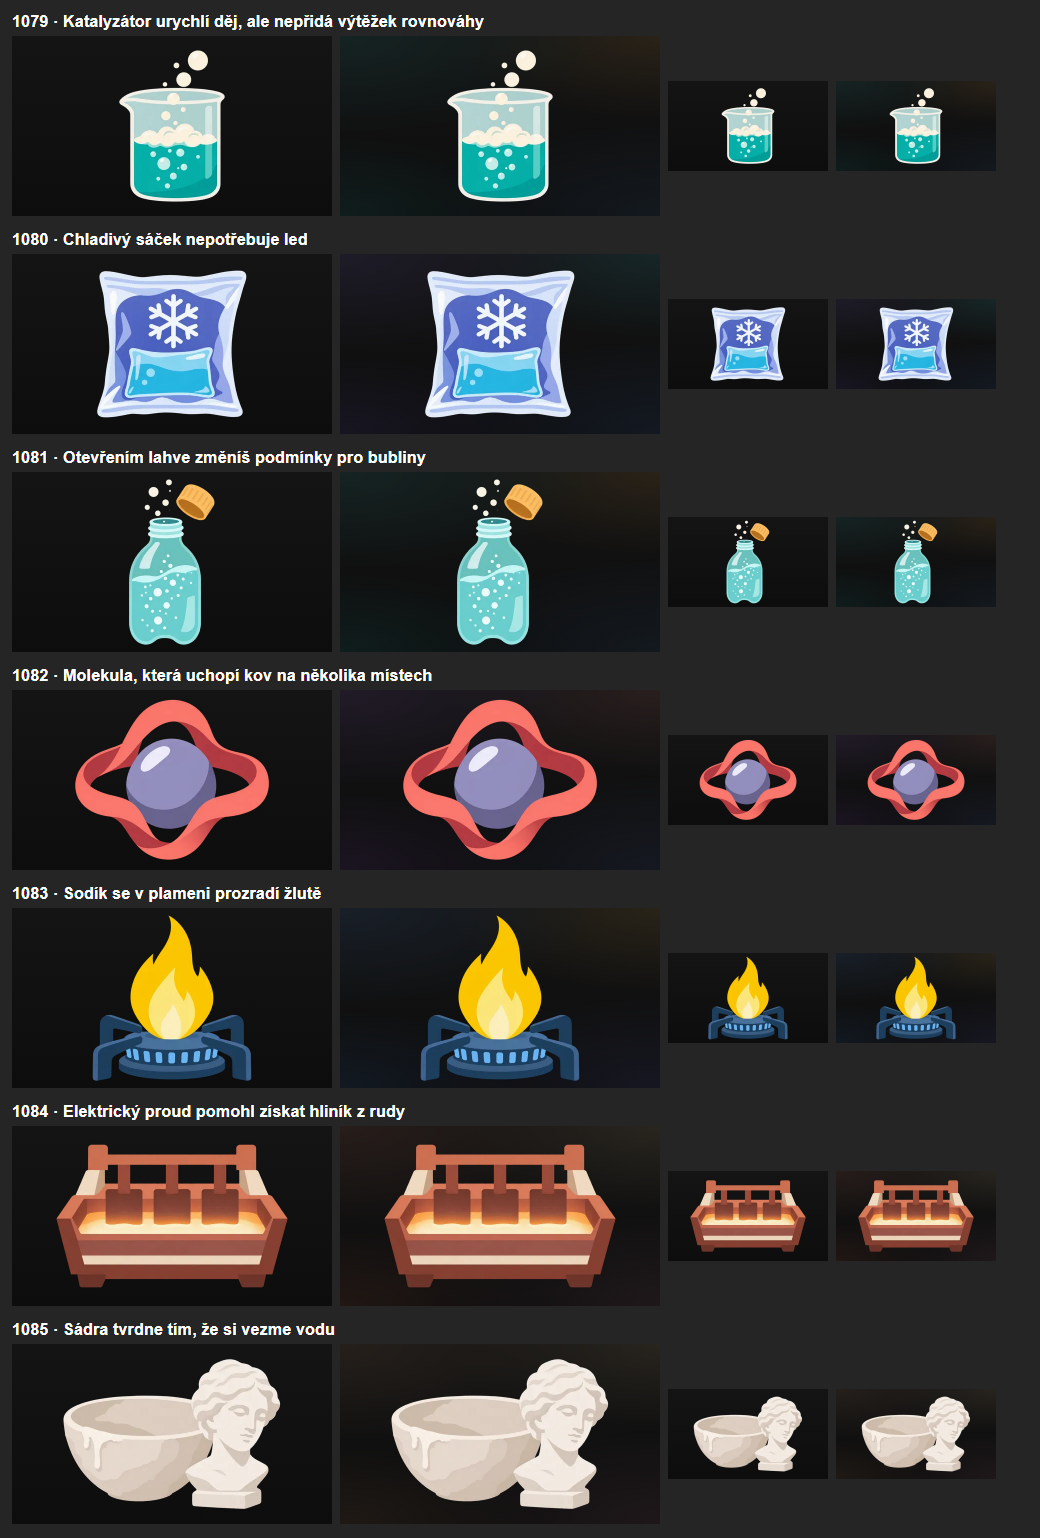 1079 · Katalyzátor urychlí děj, ale nepřidá výtěžek rovnováhy
1080 · Chladivý sáček nepotřebuje led
1081 · Otevřením lahve změníš podmínky pro bubliny
1082 · Molekula, která uchopí kov na několika místech
1083 · Sodík se v plameni prozradí žlutě
1084 · Elektrický proud pomohl získat hliník z rudy
1085 · Sádra tvrdne tím, že si vezme vodu